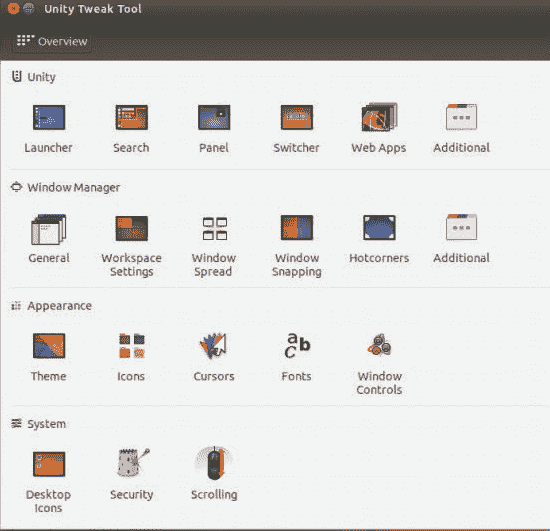 Unity Tweak Tool
Overview
Unity
Launcher Search Panel Switcher Web Apps Additional
Window Manager
General Workspace Settings Window Spread Window Snapping Hotcorners Additional
Appearance
Theme Icons Cursors Fonts Window Controls
System
Desktop Icons Security Scrolling